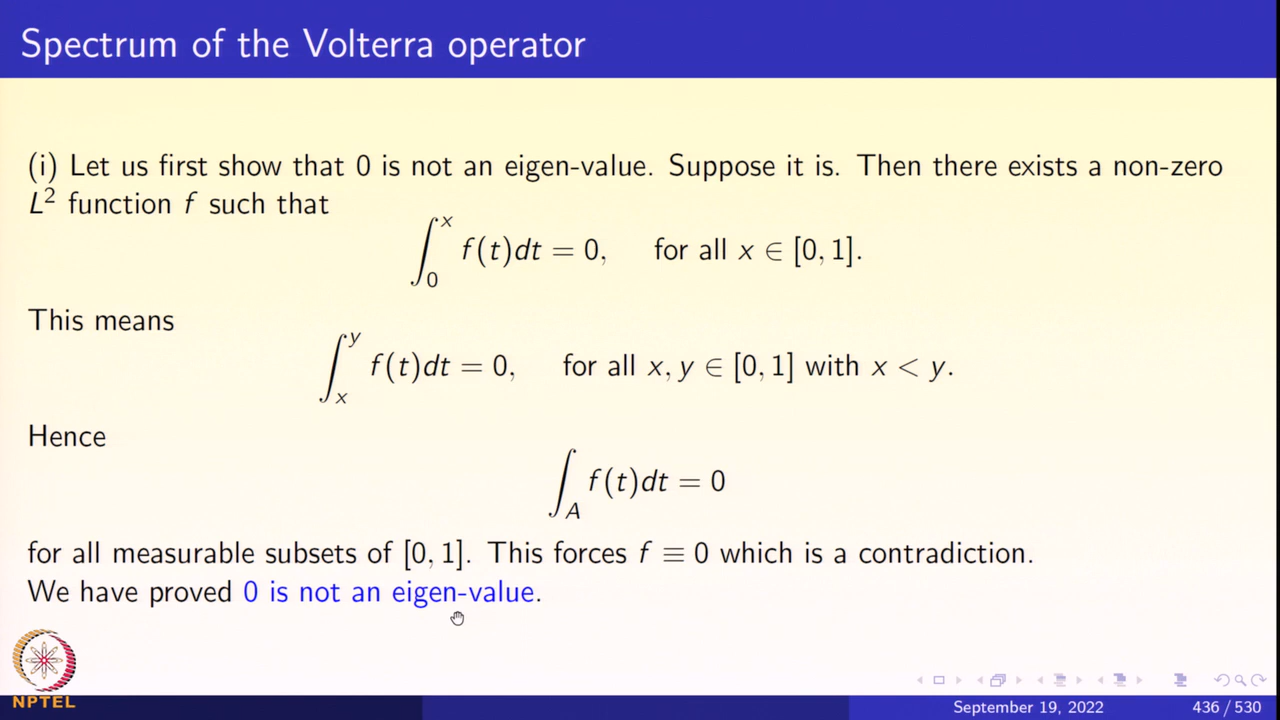 Spectrum of the Volterra operator
(i) Let us first show that 0 is not an eigen-value. Suppose it is. Then there exists a non-zero
L² function f such that
∫₀ˣ f(t)dt = 0, for all x ∈ [0, 1].
This means
∫ₓʸ f(t)dt = 0, for all x, y ∈ [0, 1] with x < y.
Hence
∫_A f(t)dt = 0
for all measurable subsets of [0, 1]. This forces f ≡ 0 which is a contradiction.
We have proved 0 is not an eigen-value.
NPTEL
September 19, 2022 436 / 530